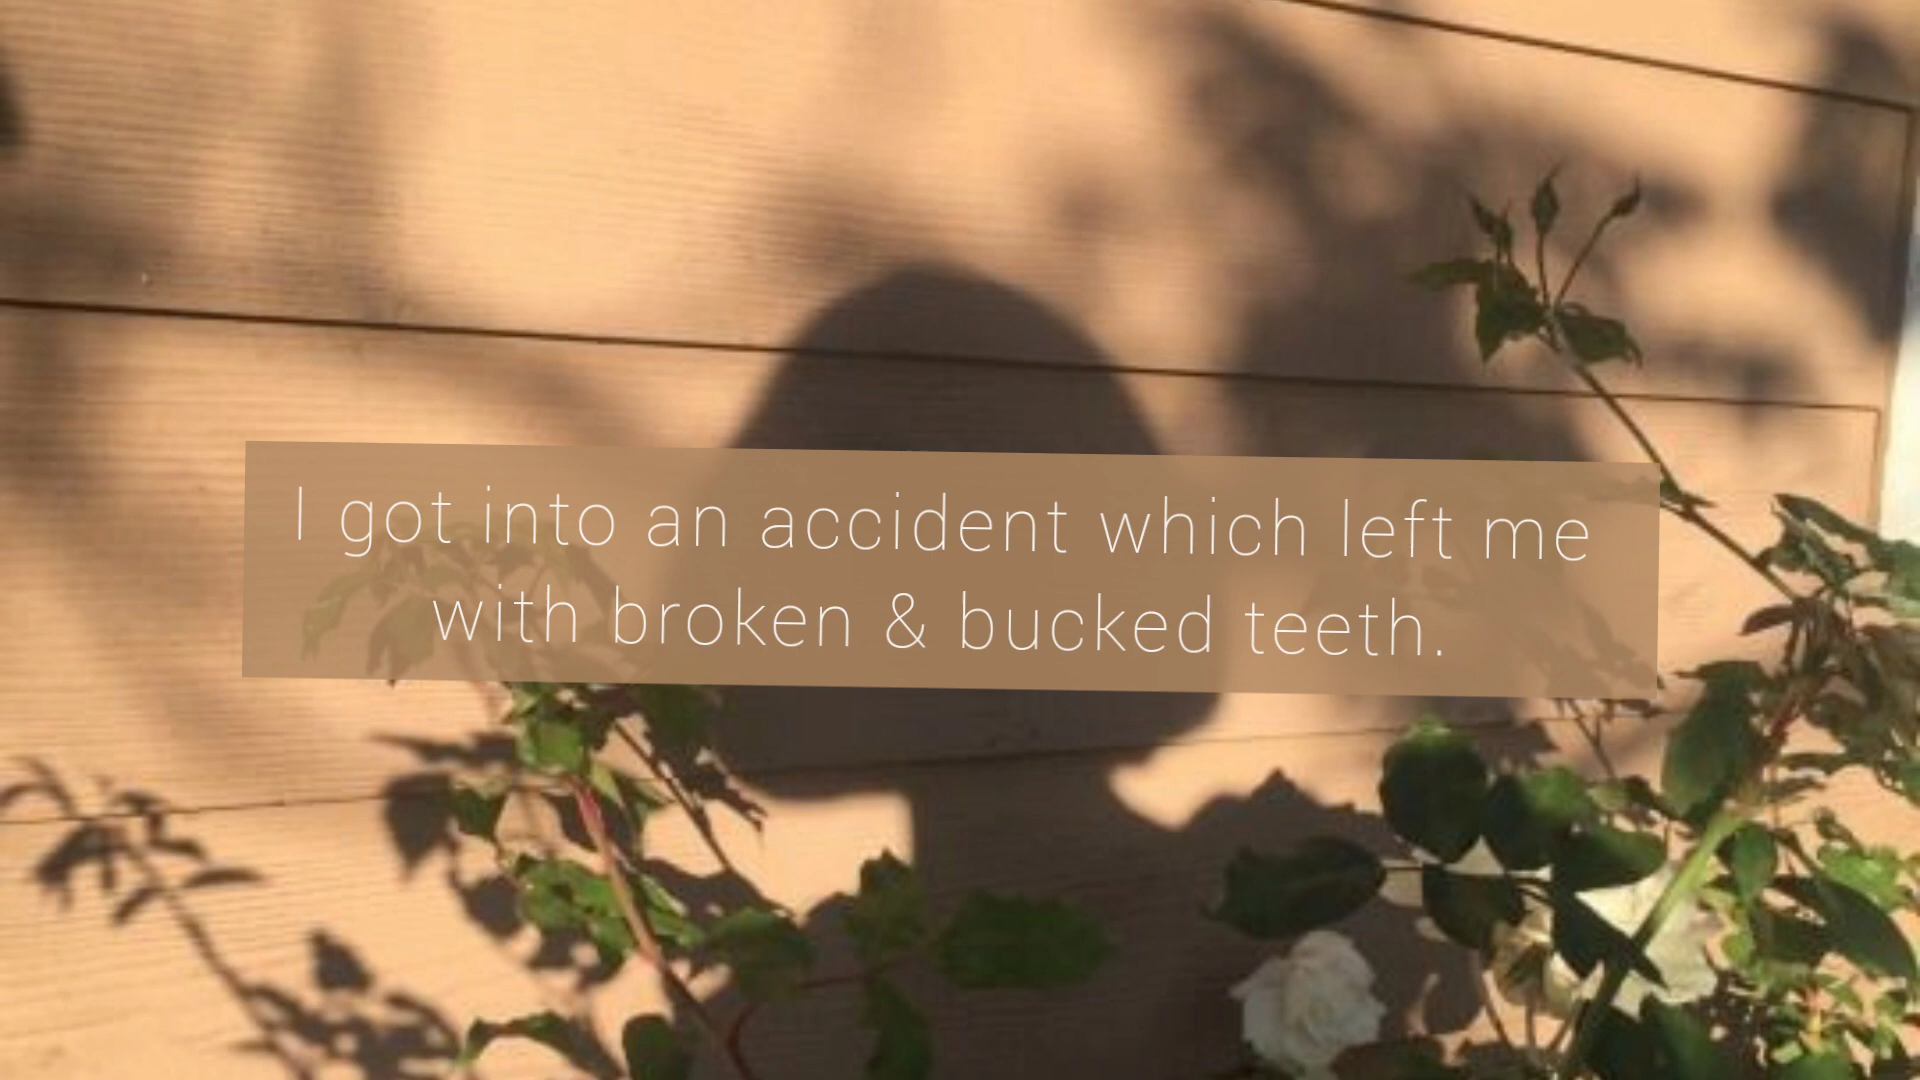 I got into an accident which left me
with broken & bucked teeth.